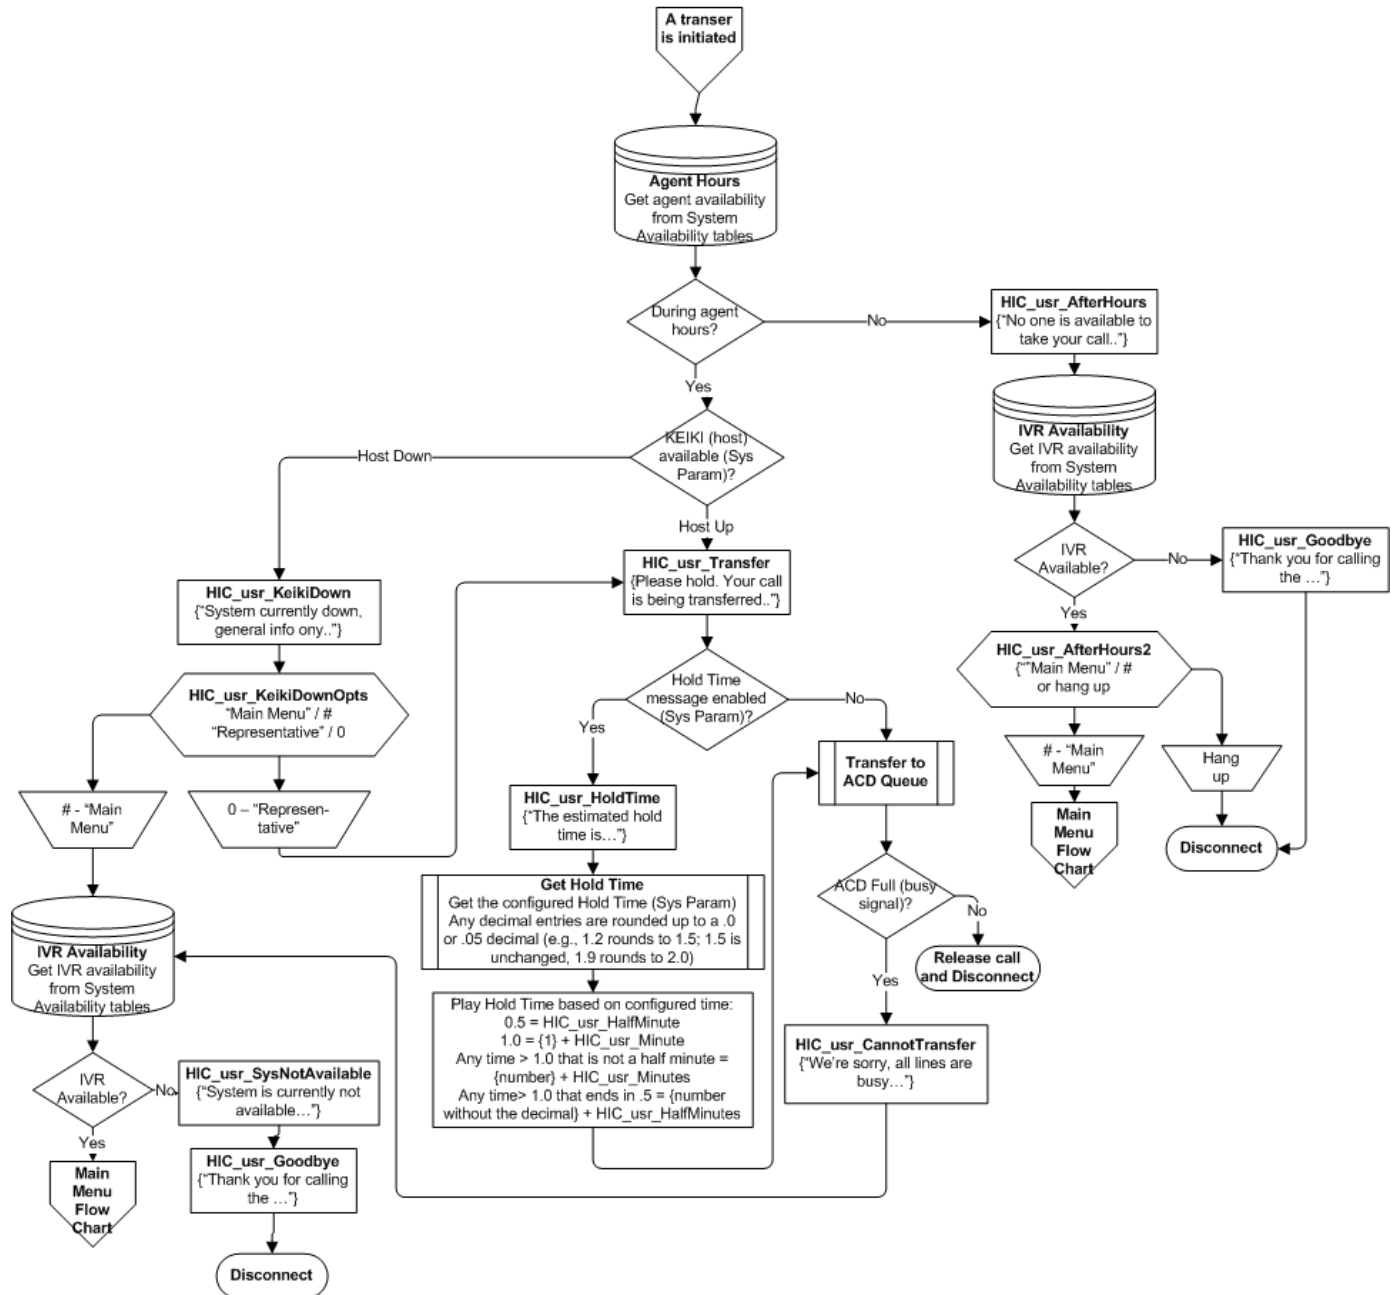 A transer
is initiated
Agent Hours
Get agent availability
from System
Availability tables
During agent
hours?
No
HIC_usr_AfterHours
{“No one is available to
take your call..”}
Yes
IVR Availability
Get IVR availability
from System
Availability tables
KEIKI (host)
available (Sys
Param)?
Host Down
Host Up
IVR
Available?
No
HIC_usr_Goodbye
{“Thank you for calling
the …”}
Yes
HIC_usr_Transfer
{Please hold. Your call
is being transferred..”}
HIC_usr_KeikiDown
{“System currently down,
general info ony..”}
HIC_usr_AfterHours2
{“”Main Menu” / #
or hang up
HIC_usr_KeikiDownOpts
“Main Menu” / #
“Representative” / 0
Hold Time
message enabled
(Sys Param)?
No
Yes
# - “Main
Menu”
Hang
up
Transfer to
ACD Queue
# - “Main
Menu”
0 – “Represen-
tative”
HIC_usr_HoldTime
{“The estimated hold
time is…”}
Main
Menu
Flow
Chart
Disconnect
Get Hold Time
Get the configured Hold Time (Sys Param)
Any decimal entries are rounded up to a .0
or .05 decimal (e.g., 1.2 rounds to 1.5; 1.5 is
unchanged, 1.9 rounds to 2.0)
ACD Full (busy
signal)?
No
Release call
and Disconnect
Yes
IVR Availability
Get IVR availability
from System
Availability tables
Play Hold Time based on configured time:
0.5 = HIC_usr_HalfMinute
1.0 = {1} + HIC_usr_Minute
Any time > 1.0 that is not a half minute =
{number} + HIC_usr_Minutes
Any time> 1.0 that ends in .5 = {number
without the decimal} + HIC_usr_HalfMinutes
HIC_usr_CannotTransfer
{“We’re sorry, all lines are
busy…”}
IVR
Available?
No
HIC_usr_SysNotAvailable
{“System is currently not
available…”}
Yes
Main
Menu
Flow
Chart
HIC_usr_Goodbye
{“Thank you for calling
the …”}
Disconnect